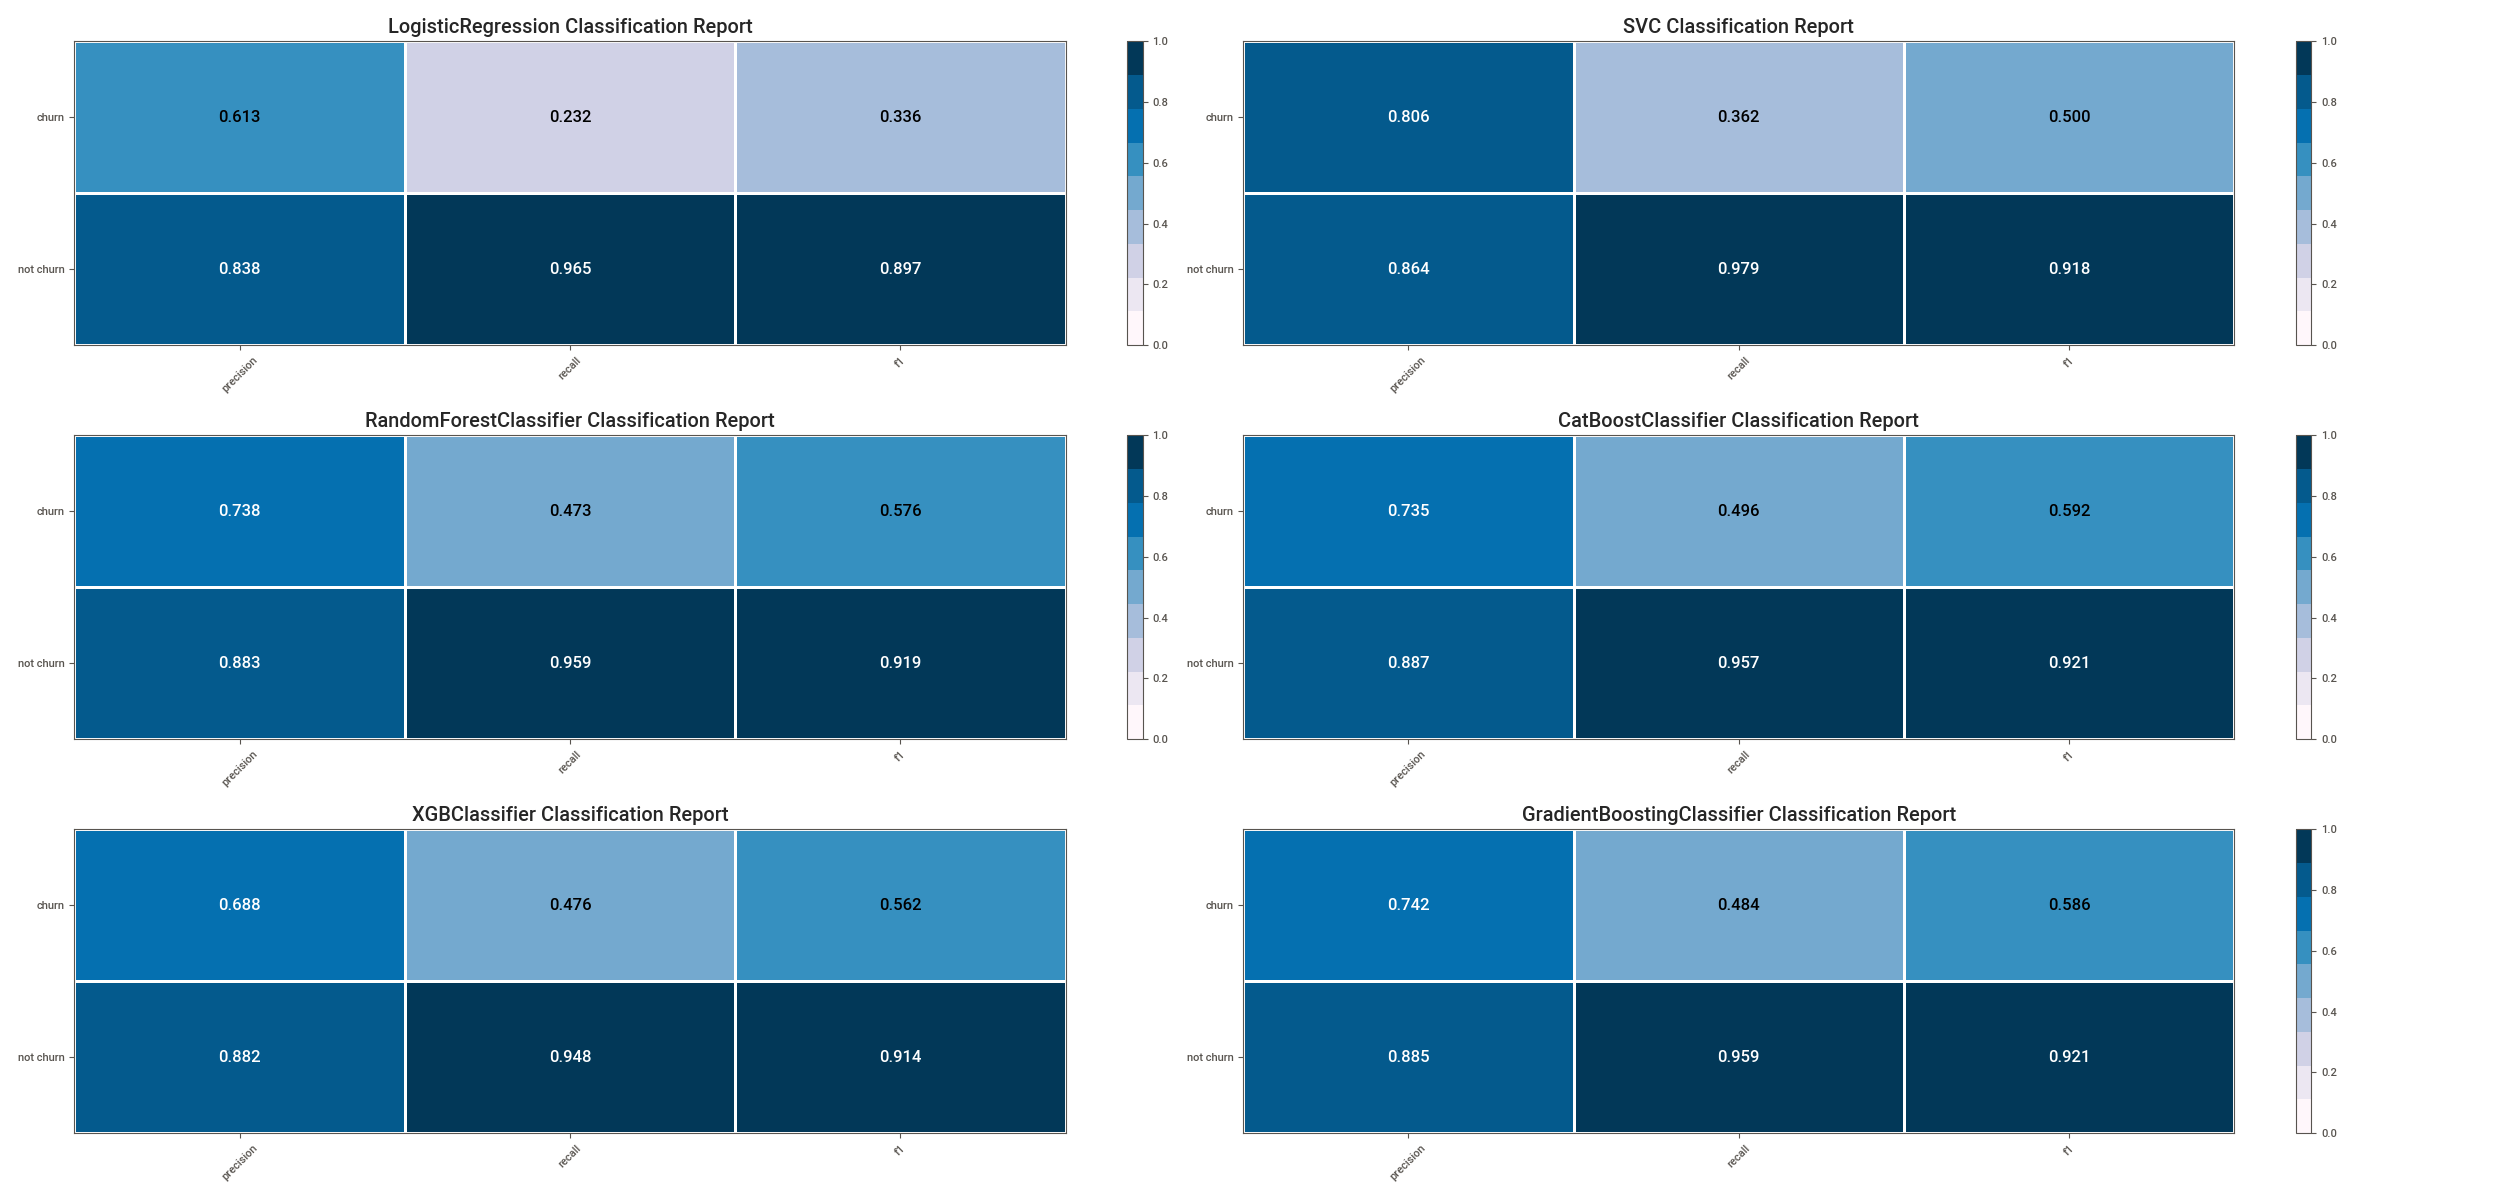 LogisticRegression Classification Report
churn
0.613 0.232 0.336
not churn
0.838 0.965 0.897
precision recall f1
1.0
0.8
0.6
0.4
0.2
0.0
SVC Classification Report
churn
0.806 0.362 0.500
not churn
0.864 0.979 0.918
precision recall f1
1.0
0.8
0.6
0.4
0.2
0.0
RandomForestClassifier Classification Report
churn
0.738 0.473 0.576
not churn
0.883 0.959 0.919
precision recall f1
1.0
0.8
0.6
0.4
0.2
0.0
CatBoostClassifier Classification Report
churn
0.735 0.496 0.592
not churn
0.887 0.957 0.921
precision recall f1
1.0
0.8
0.6
0.4
0.2
0.0
XGBClassifier Classification Report
churn
0.688 0.476 0.562
not churn
0.882 0.948 0.914
precision recall f1
GradientBoostingClassifier Classification Report
churn
0.742 0.484 0.586
not churn
0.885 0.959 0.921
precision recall f1
1.0
0.8
0.6
0.4
0.2
0.0